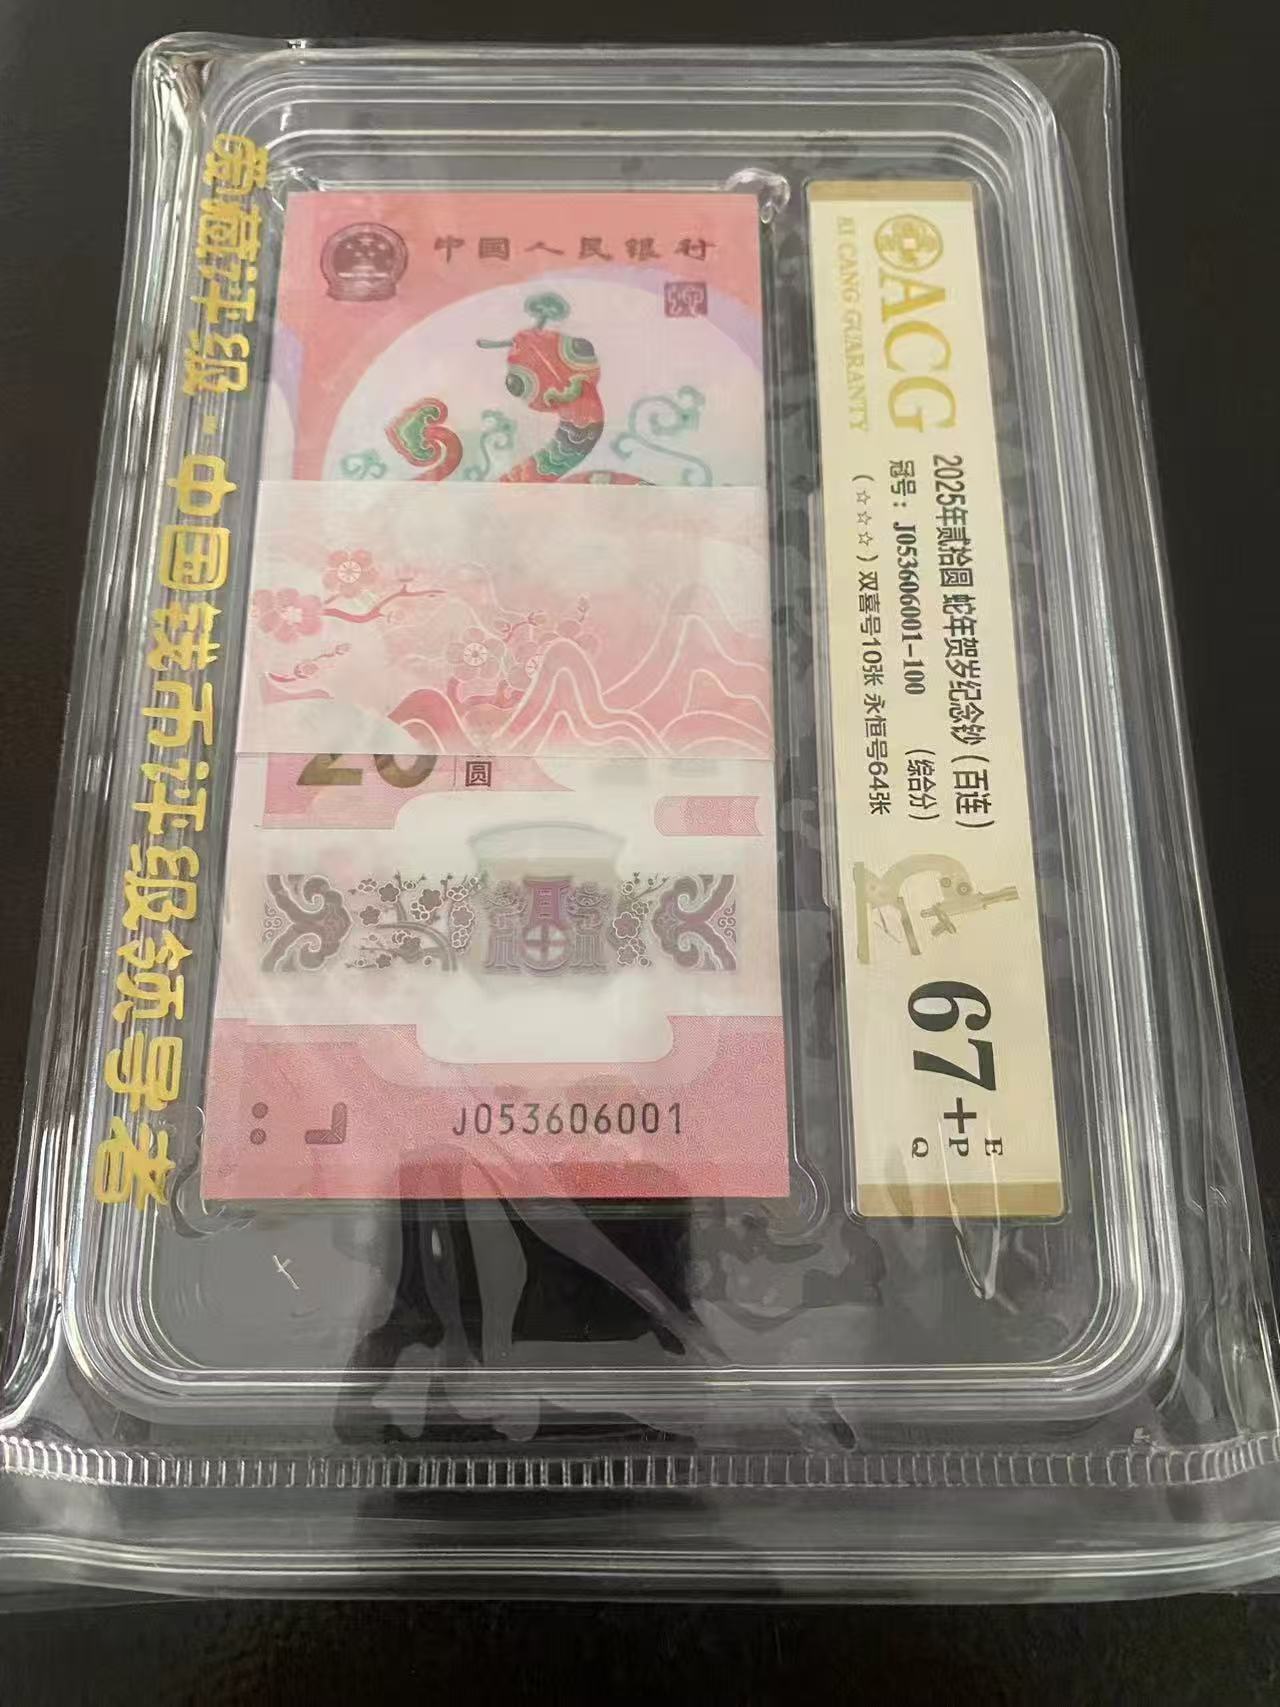 爱藏评级-中国钱币评级领导者
中国人民银行
20
圆
J053606001
ACG
AI CANG GUARANTY
2025年贰拾圆 蛇年贺岁纪念钞(百连)
冠号:J053606001-100 (综合分)
(☆☆☆)双喜号10张 永恒号64张
67+
E
P
Q